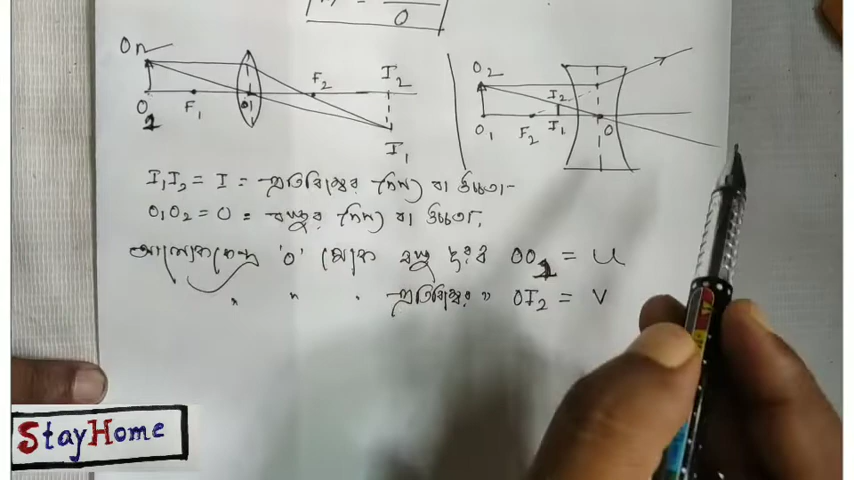 O
O2
I2
F2
O
F1
O
F2
I1
O2
I2
O1
F2
I1
O
I1I2 = I = প্রতিবিম্বের দৈর্ঘ্য বা উচ্চতা
O1O2 = O = বস্তুর দৈর্ঘ্য বা উচ্চতা,
আলোককেন্দ্র 'O' থেকে বস্তু দূরত্ব OO1 = u
" " প্রতিবিম্বের " OI2 = v
StayHome